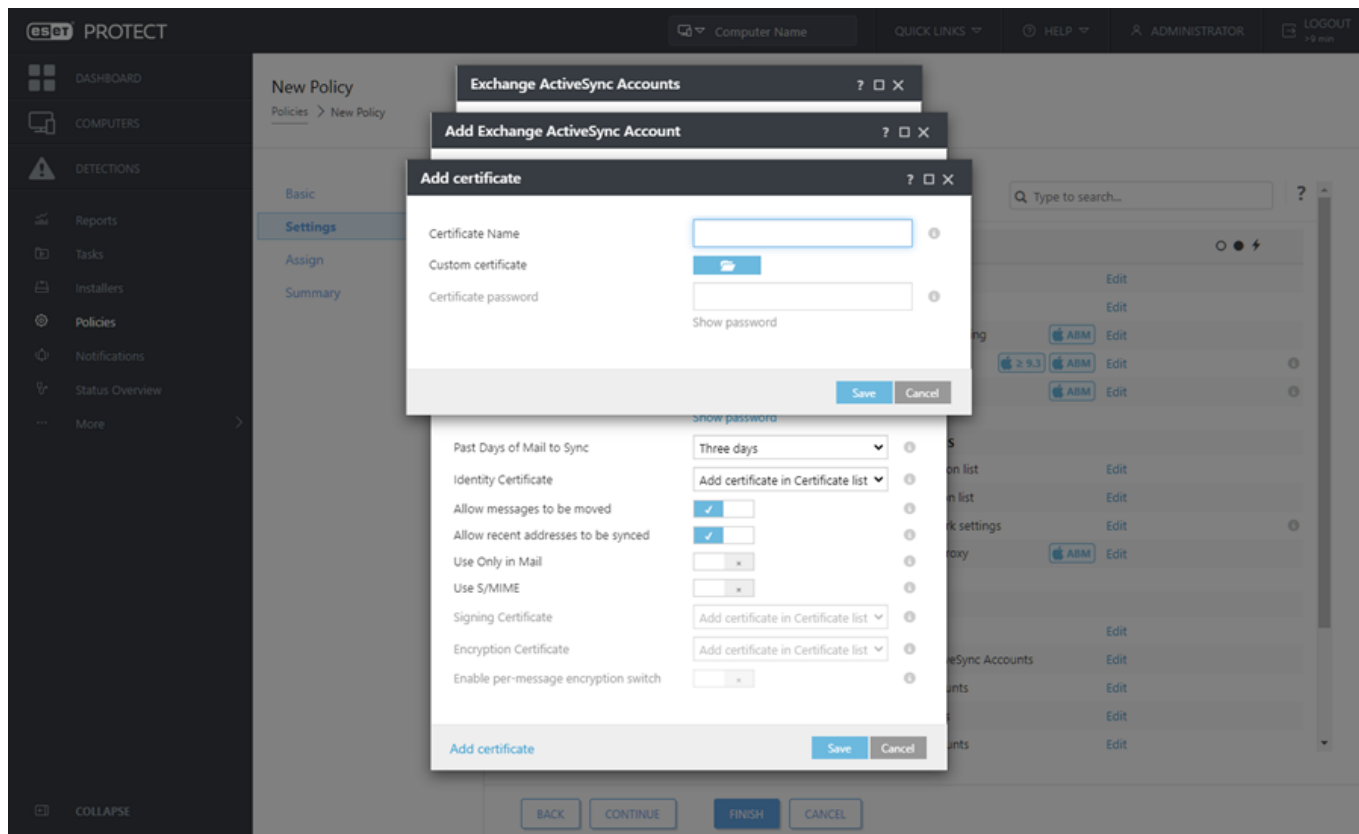 eset PROTECT
Computer Name
QUICK LINKS
HELP
ADMINISTRATOR
LOGOUT
>9 min
DASHBOARD
COMPUTERS
DETECTIONS
Reports
Tasks
Installers
Policies
Notifications
Status Overview
More
COLLAPSE
New Policy
Policies > New Policy
Basic
Settings
Assign
Summary
Type to search...
?
Exchange ActiveSync Accounts
?
Add Exchange ActiveSync Account
?
Add certificate
?
Certificate Name
Custom certificate
Certificate password
Show password
Save Cancel
Show password
Past Days of Mail to Sync Three days
Identity Certificate Add certificate in Certificate list
Allow messages to be moved
Allow recent addresses to be synced
Use Only in Mail
Use S/MIME
Signing Certificate Add certificate in Certificate list
Encryption Certificate Add certificate in Certificate list
Enable per-message encryption switch
Add certificate Save Cancel
Edit
Edit
ng ABM Edit
≥ 9.3 ABM Edit
ABM Edit
s
on list Edit
n list Edit
rk settings Edit
roxy ABM Edit
Edit
veSync Accounts Edit
unts Edit
Edit
unts Edit
BACK CONTINUE FINISH CANCEL